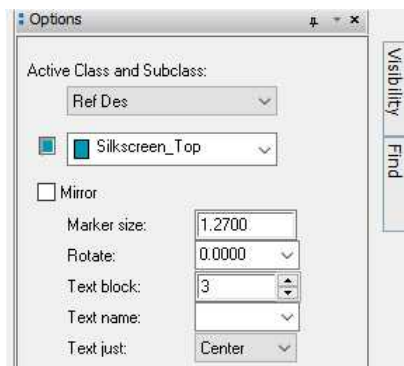 Options
Active Class and Subclass:
Ref Des
Silkscreen_Top
Mirror
Marker size: 1.2700
Rotate: 0.0000
Text block: 3
Text name:
Text just: Center
Visibility
Find